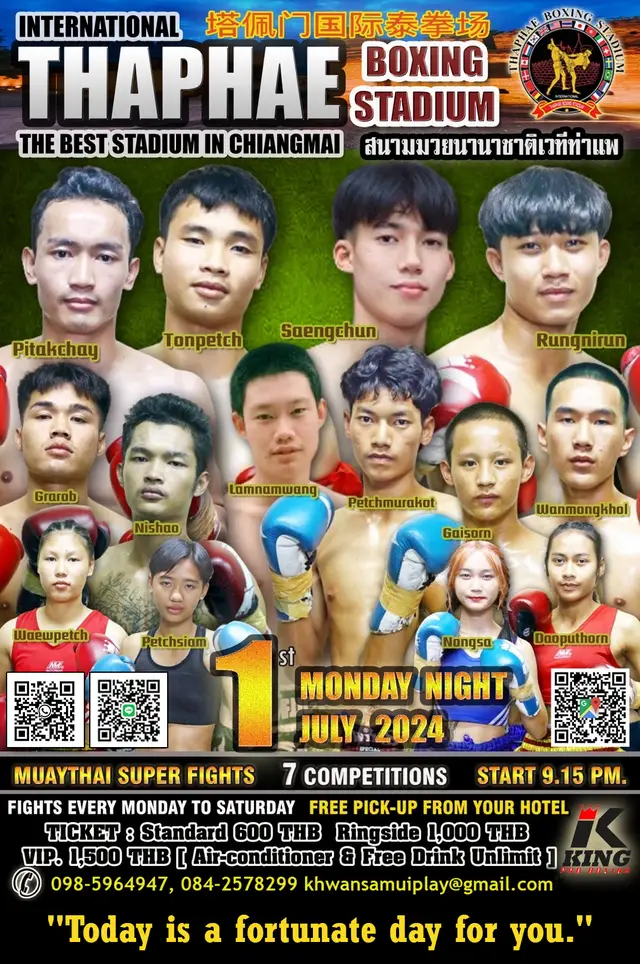 INTERNATIONAL
塔佩门国际泰拳场
THAPHAE
BOXING
STADIUM
THAPHAE BOXING STADIUM
INTERNATIONAL
THE BEST STADIUM IN CHIANGMAI
สนามมวยนานาชาติเวทีท่าแพ
Pitakchay
Tonpetch
Saengchun
Rungnirun
Grarob
Nishao
Lamnamwang
Petchmurakot
Gaisorn
Wanmongkhol
Waewpetch
Petchsiam
Nongsa
Daoputhorn
1st
MONDAY NIGHT
JULY 2024
SPECIAL
MUAYTHAI SUPER FIGHTS 7 COMPETITIONS START 9.15 PM.
FIGHTS EVERY MONDAY TO SATURDAY FREE PICK-UP FROM YOUR HOTEL
TICKET : Standard 600 THB Ringside 1,000 THB
VIP. 1,500 THB [ Air-conditioner & Free Drink Unlimit ]
K
KING
098-5964947, 084-2578299 khwansamuiplay@gmail.com
"Today is a fortunate day for you."